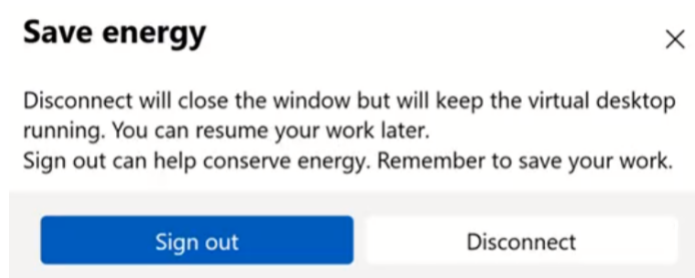 Save energy
Disconnect will close the window but will keep the virtual desktop
running. You can resume your work later.
Sign out can help conserve energy. Remember to save your work.
Sign out
Disconnect